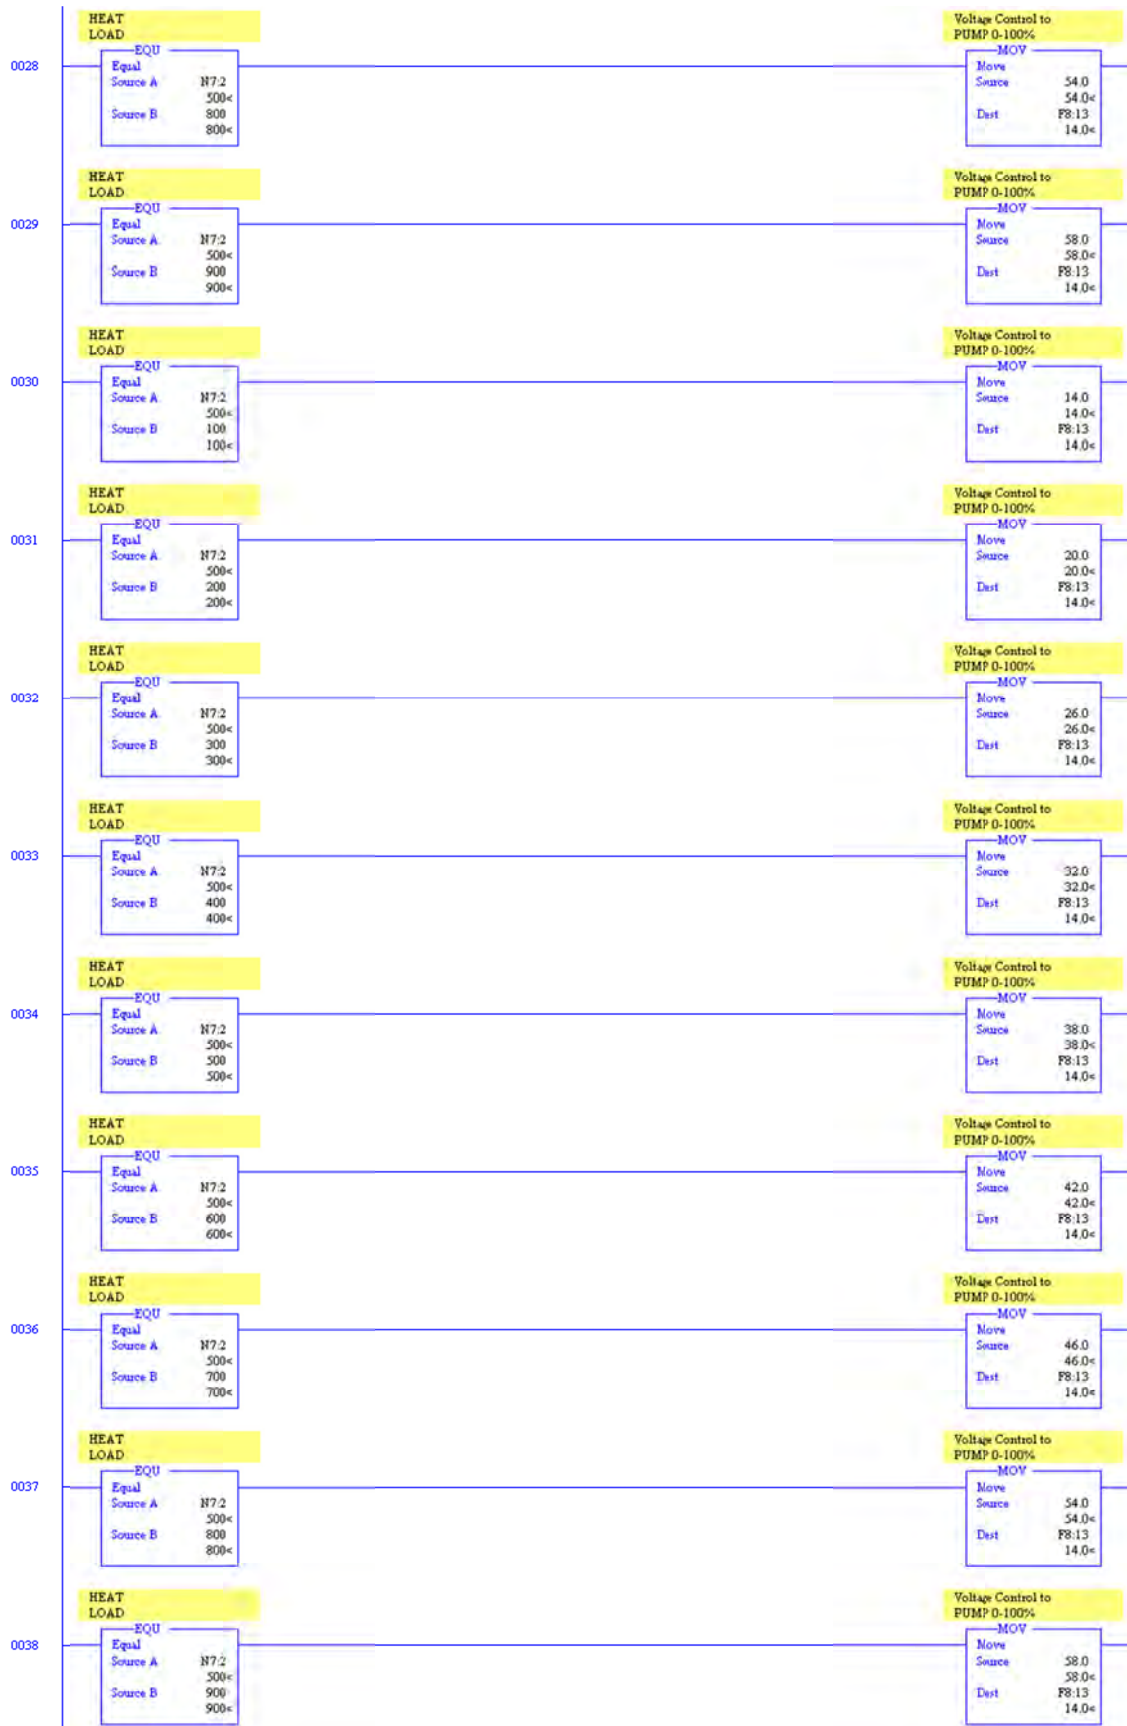 HEAT
LOAD
Voltage Control to
PUMP 0-100%
0028
EQU
Equal
Source A N7:2
500<
Source B 800
800<
MOV
Move
Source 54.0
54.0<
Dest F8:13
14.0<
HEAT
LOAD
Voltage Control to
PUMP 0-100%
0029
EQU
Equal
Source A N7:2
500<
Source B 900
900<
MOV
Move
Source 58.0
58.0<
Dest F8:13
14.0<
HEAT
LOAD
Voltage Control to
PUMP 0-100%
0030
EQU
Equal
Source A N7:2
500<
Source B 100
100<
MOV
Move
Source 14.0
14.0<
Dest F8:13
14.0<
HEAT
LOAD
Voltage Control to
PUMP 0-100%
0031
EQU
Equal
Source A N7:2
500<
Source B 200
200<
MOV
Move
Source 20.0
20.0<
Dest F8:13
14.0<
HEAT
LOAD
Voltage Control to
PUMP 0-100%
0032
EQU
Equal
Source A N7:2
500<
Source B 300
300<
MOV
Move
Source 26.0
26.0<
Dest F8:13
14.0<
HEAT
LOAD
Voltage Control to
PUMP 0-100%
0033
EQU
Equal
Source A N7:2
500<
Source B 400
400<
MOV
Move
Source 32.0
32.0<
Dest F8:13
14.0<
HEAT
LOAD
Voltage Control to
PUMP 0-100%
0034
EQU
Equal
Source A N7:2
500<
Source B 500
500<
MOV
Move
Source 38.0
38.0<
Dest F8:13
14.0<
HEAT
LOAD
Voltage Control to
PUMP 0-100%
0035
EQU
Equal
Source A N7:2
500<
Source B 600
600<
MOV
Move
Source 42.0
42.0<
Dest F8:13
14.0<
HEAT
LOAD
Voltage Control to
PUMP 0-100%
0036
EQU
Equal
Source A N7:2
500<
Source B 700
700<
MOV
Move
Source 46.0
46.0<
Dest F8:13
14.0<
HEAT
LOAD
Voltage Control to
PUMP 0-100%
0037
EQU
Equal
Source A N7:2
500<
Source B 800
800<
MOV
Move
Source 54.0
54.0<
Dest F8:13
14.0<
HEAT
LOAD
Voltage Control to
PUMP 0-100%
0038
EQU
Equal
Source A N7:2
500<
Source B 900
900<
MOV
Move
Source 58.0
58.0<
Dest F8:13
14.0<